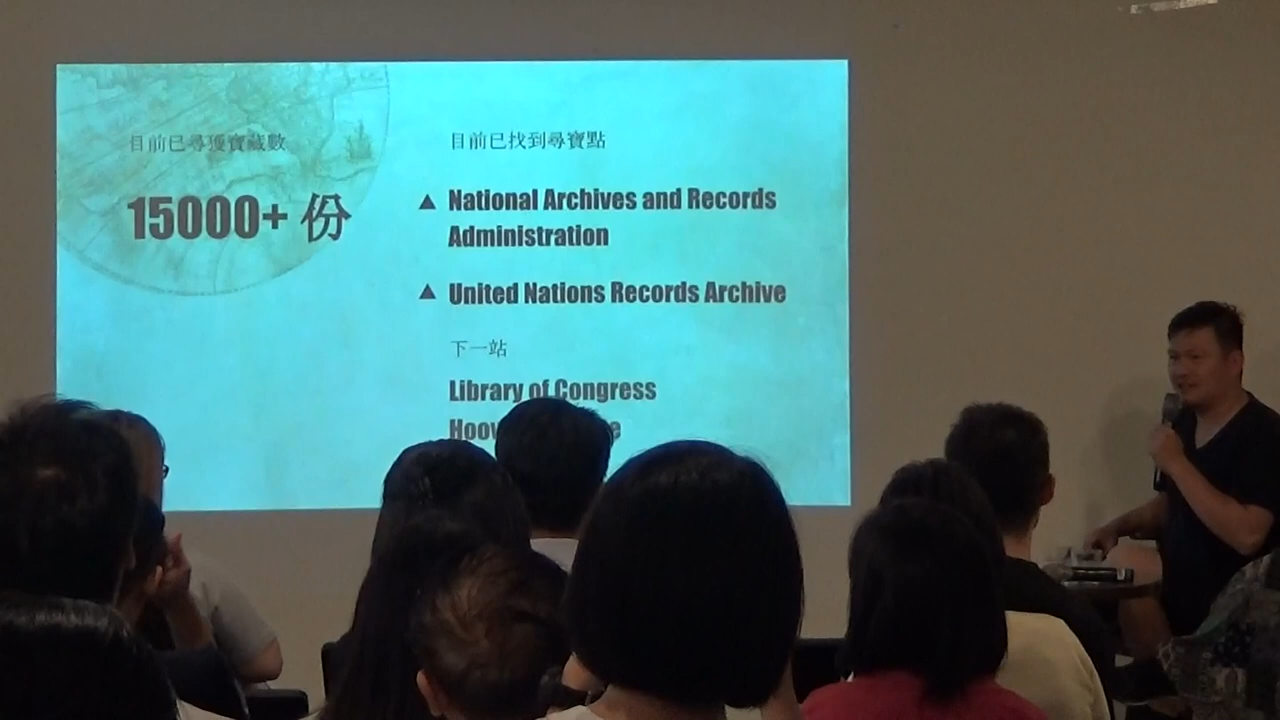 目前已尋獲寶藏數
15000+ 份
目前已找到尋寶點
▲ National Archives and Records
Administration
▲ United Nations Records Archive
下一站
Library of Congress